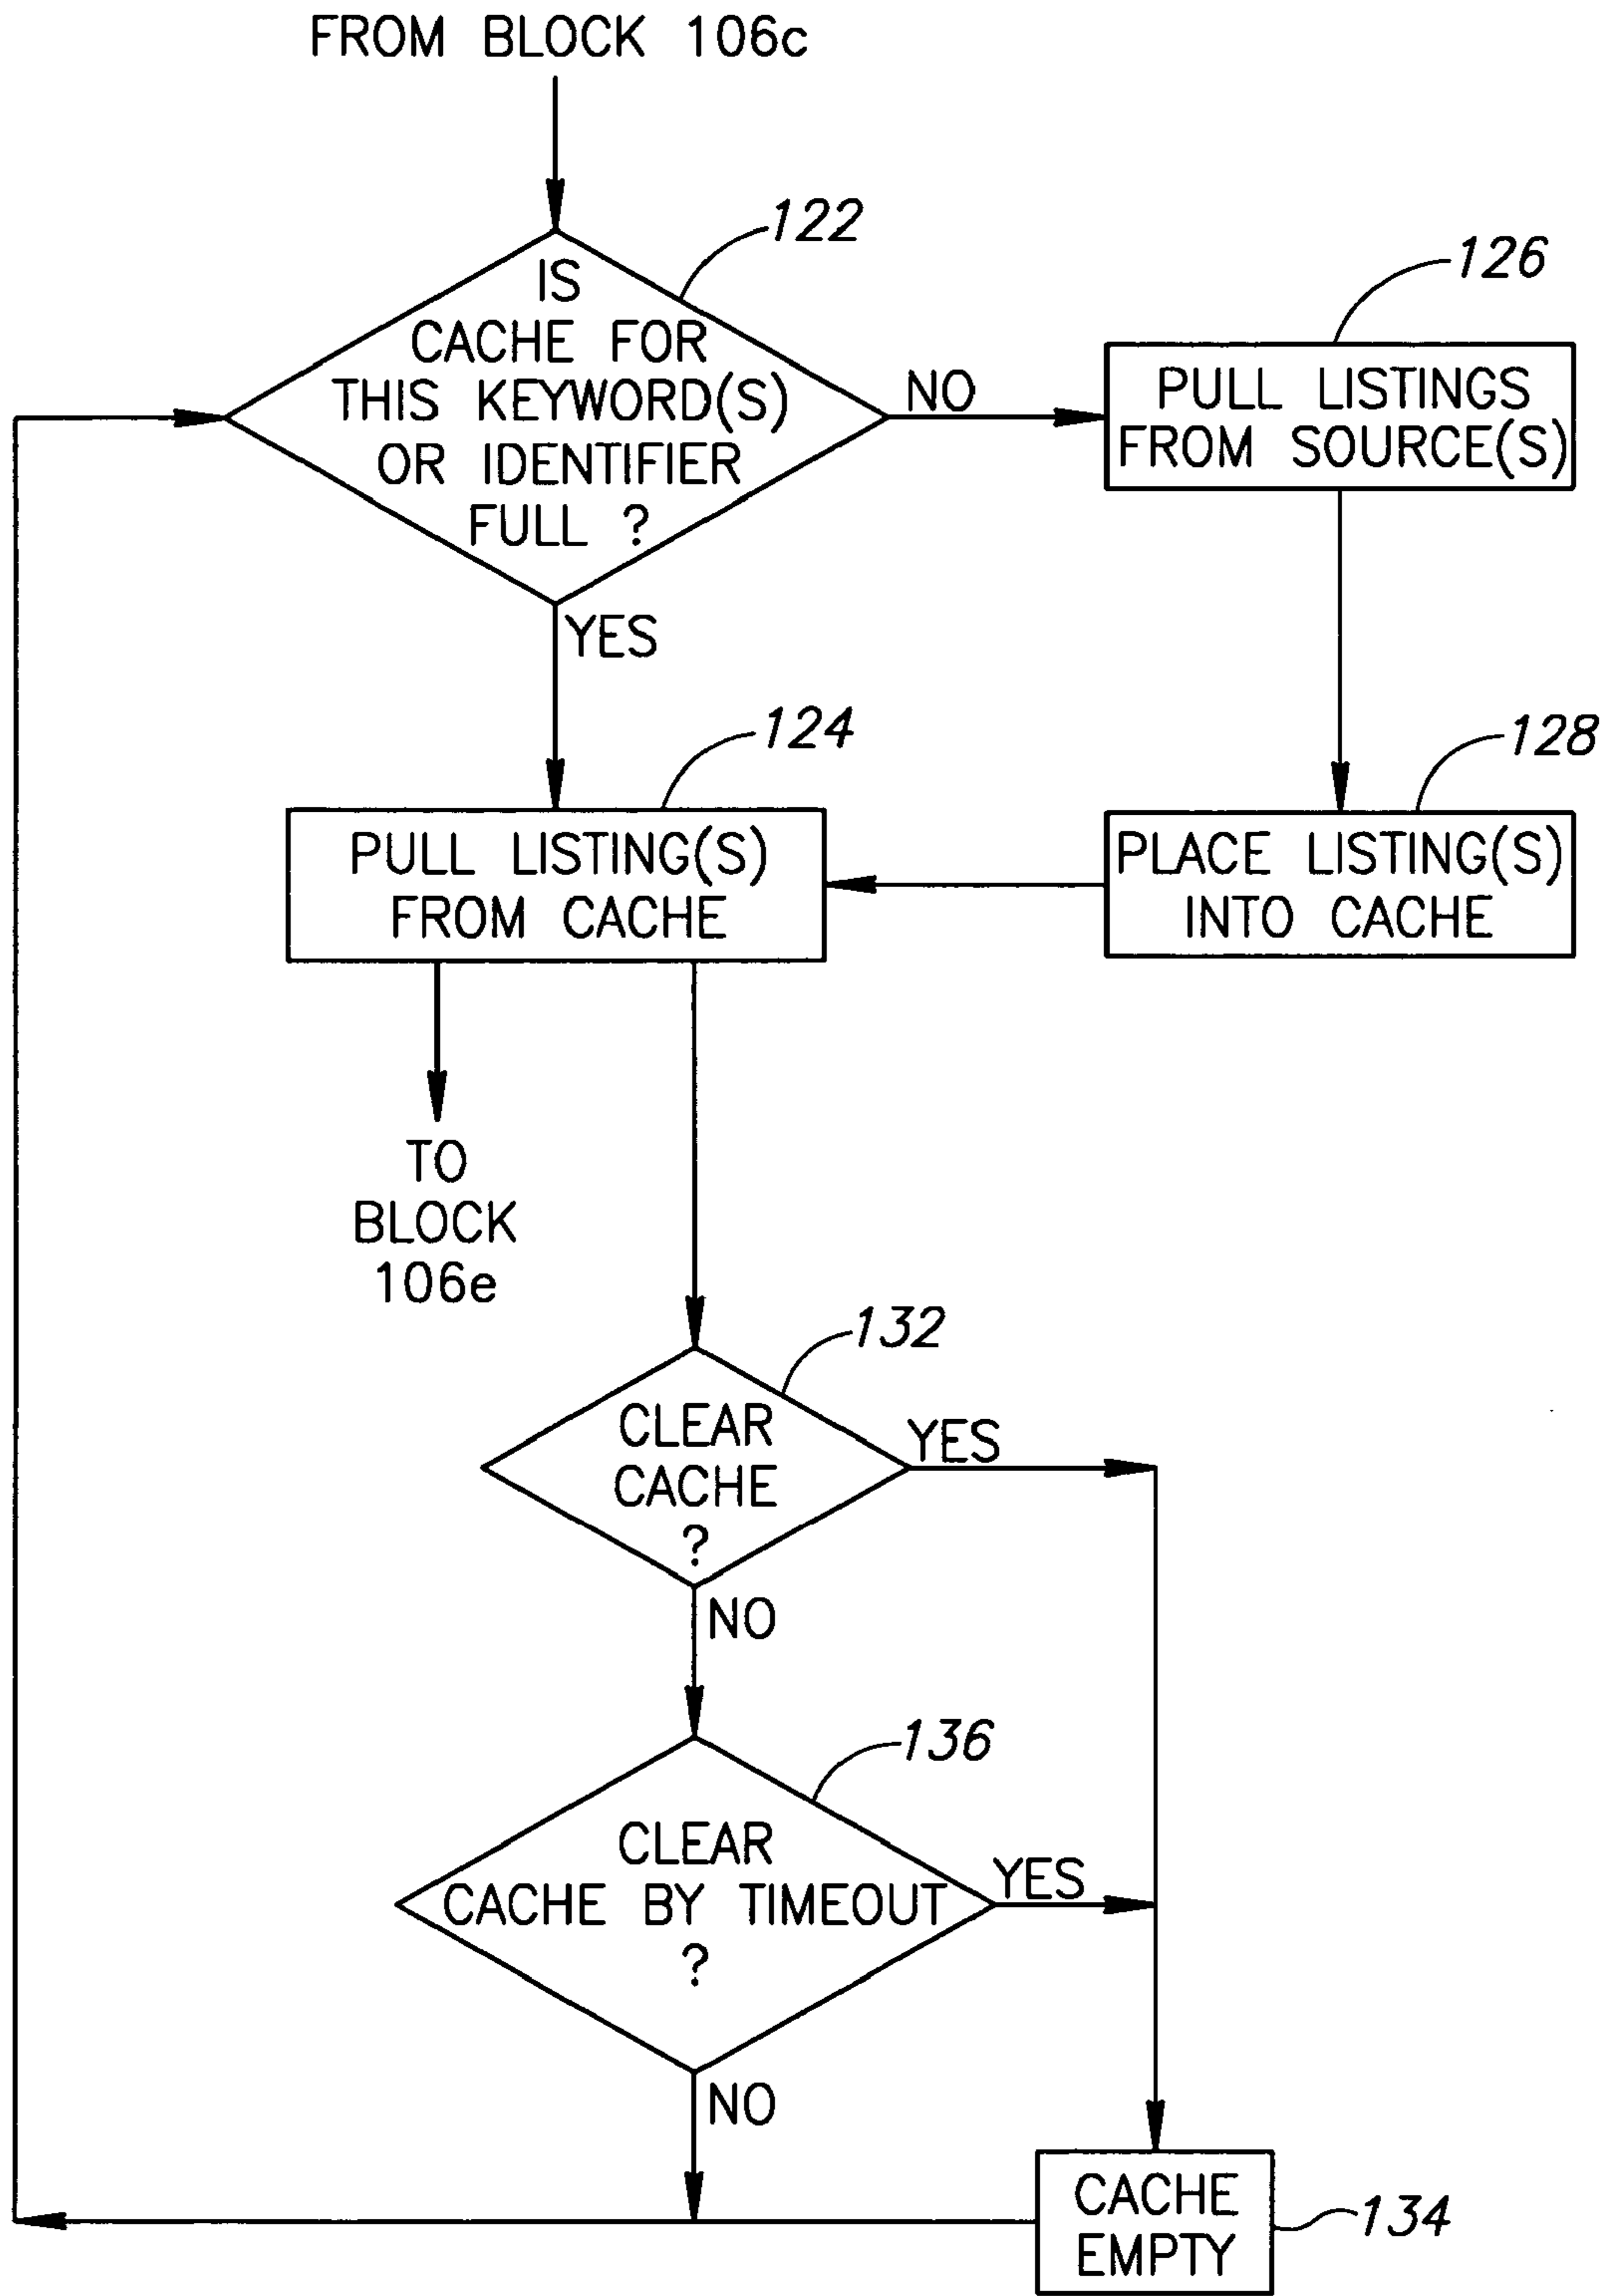 FROM BLOCK 106c
122
IS
CACHE FOR
THIS KEYWORD(S)
OR IDENTIFIER
FULL ?
NO
126
PULL LISTINGS
FROM SOURCE(S)
YES
124
PULL LISTING(S)
FROM CACHE
128
PLACE LISTING(S)
INTO CACHE
TO
BLOCK
106e
132
CLEAR
CACHE
?
YES
NO
136
CLEAR
CACHE BY TIMEOUT
?
YES
NO
CACHE
EMPTY
134